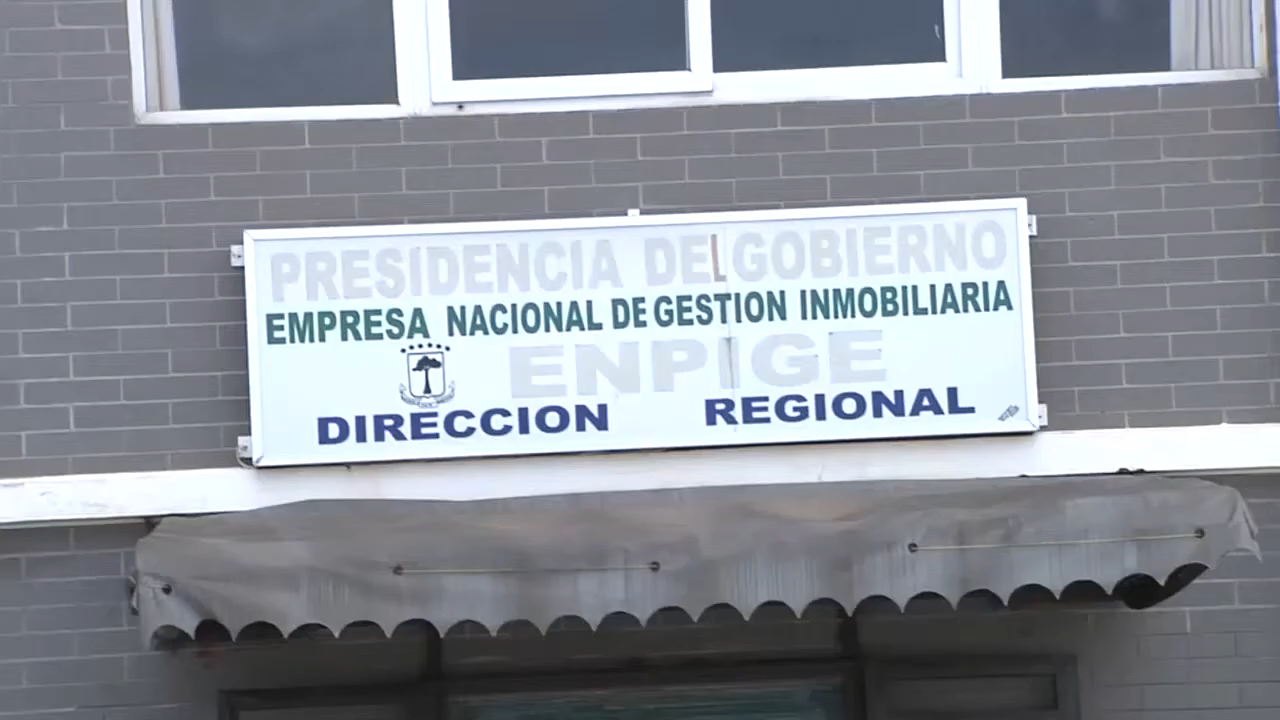 PRESIDENCIA DEL GOBIERNO
EMPRESA NACIONAL DE GESTION INMOBILIARIA
ENPIGE
DIRECCION REGIONAL